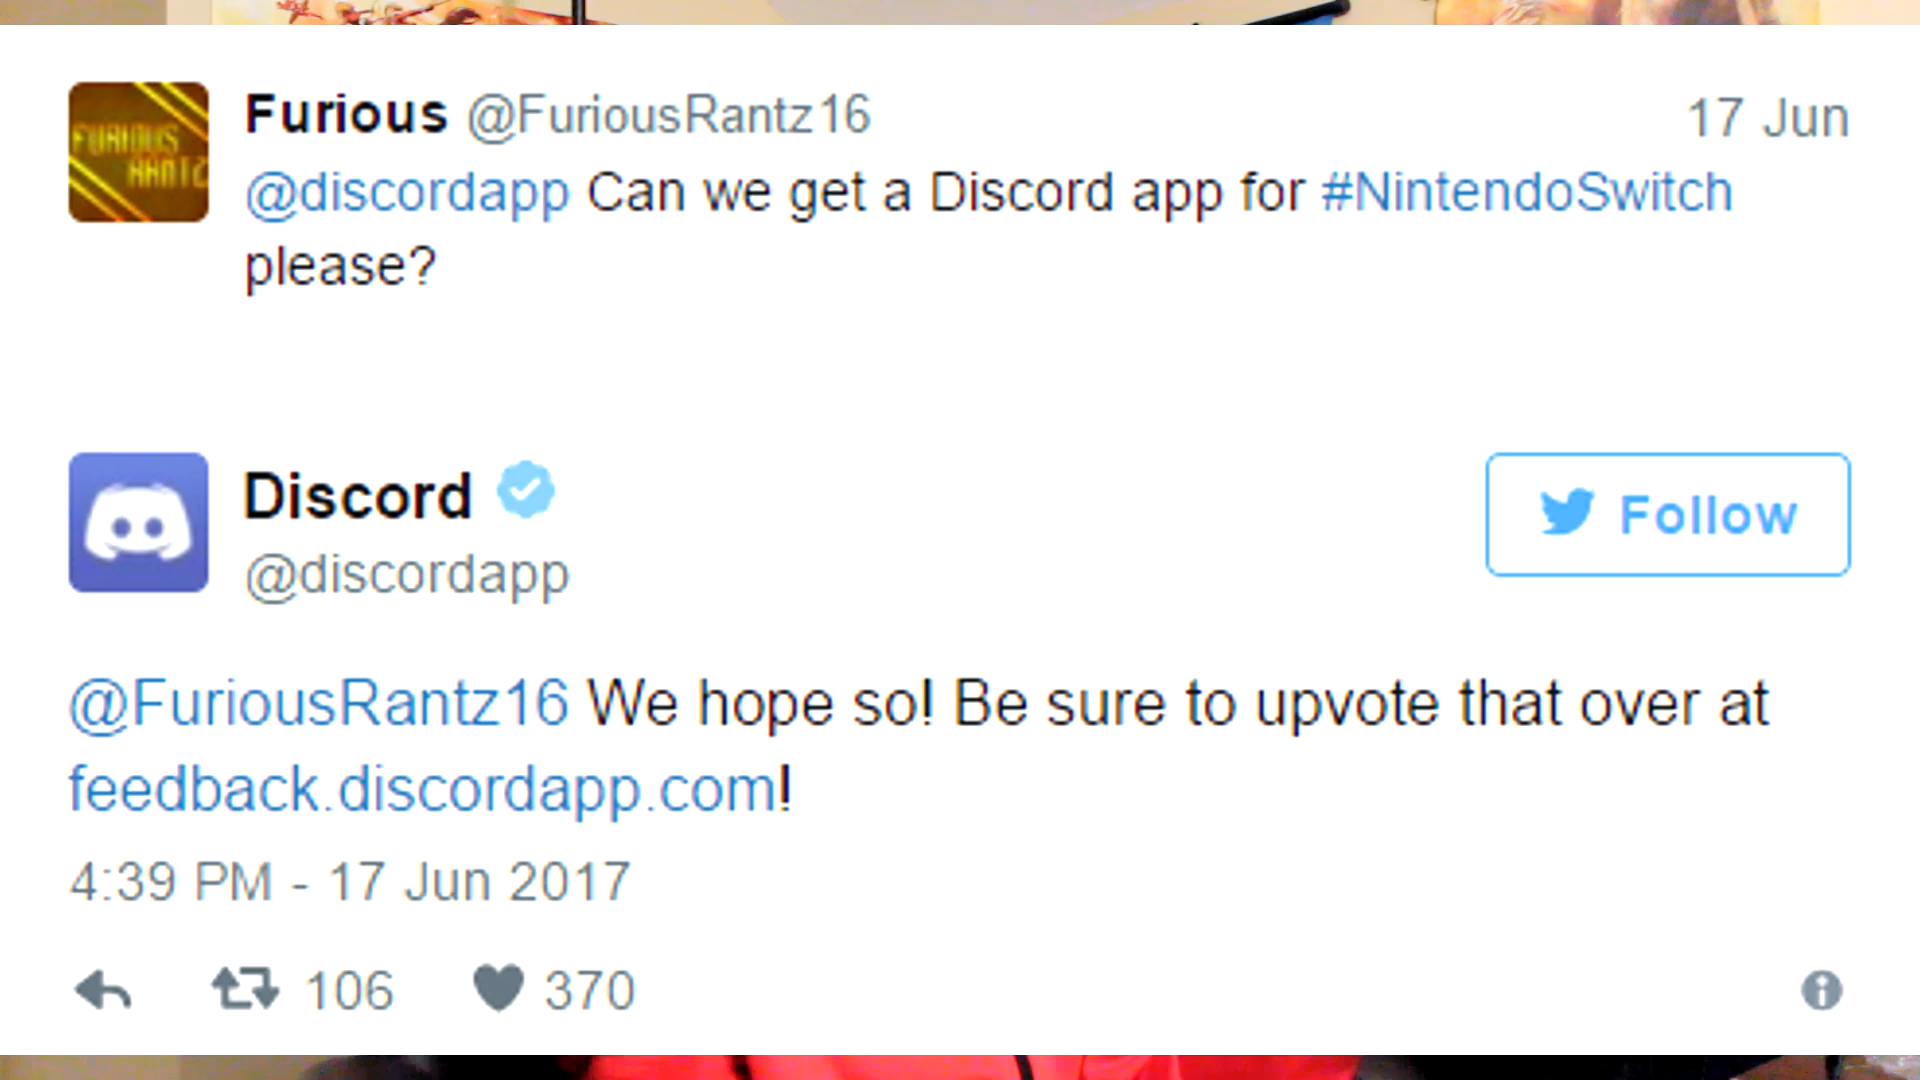 FURIOUS
RANTZ
Furious @FuriousRantz16
17 Jun
@discordapp Can we get a Discord app for #NintendoSwitch
please?
Discord
@discordapp
Follow
@FuriousRantz16 We hope so! Be sure to upvote that over at
feedback.discordapp.com!
4:39 PM - 17 Jun 2017
106
370